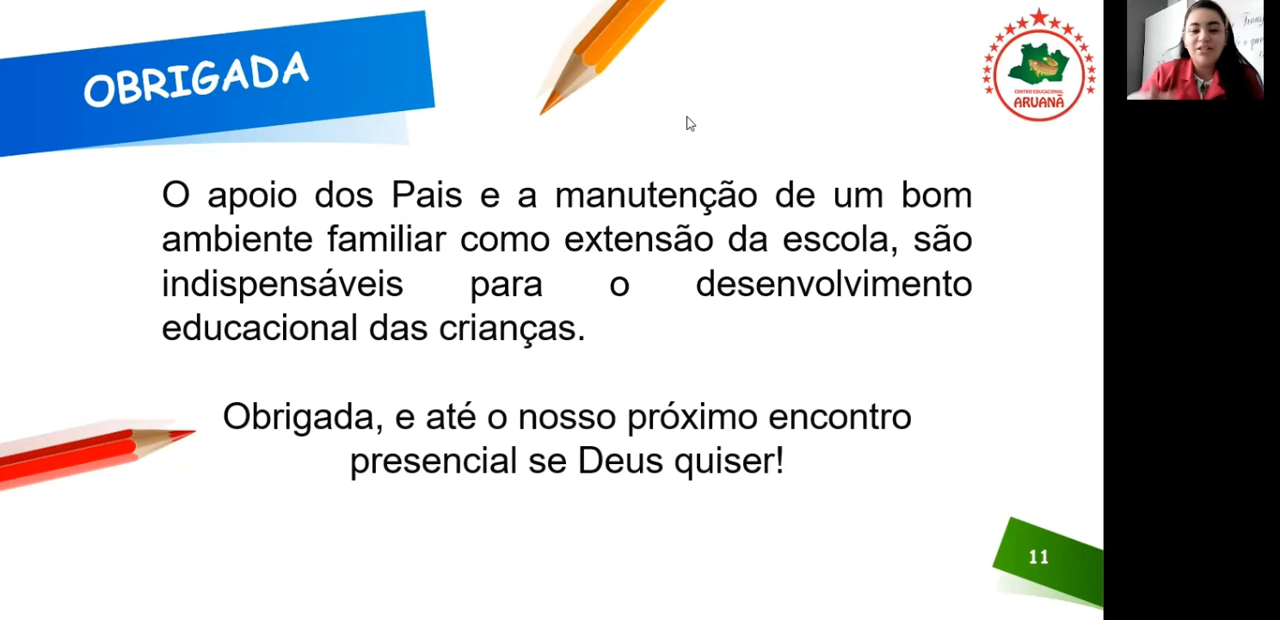 OBRIGADA
CENTRO EDUCACIONAL
ARUANÃ
O apoio dos Pais e a manutenção de um bom
ambiente familiar como extensão da escola, são
indispensáveis para o desenvolvimento
educacional das crianças.
Obrigada, e até o nosso próximo encontro
presencial se Deus quiser!
11